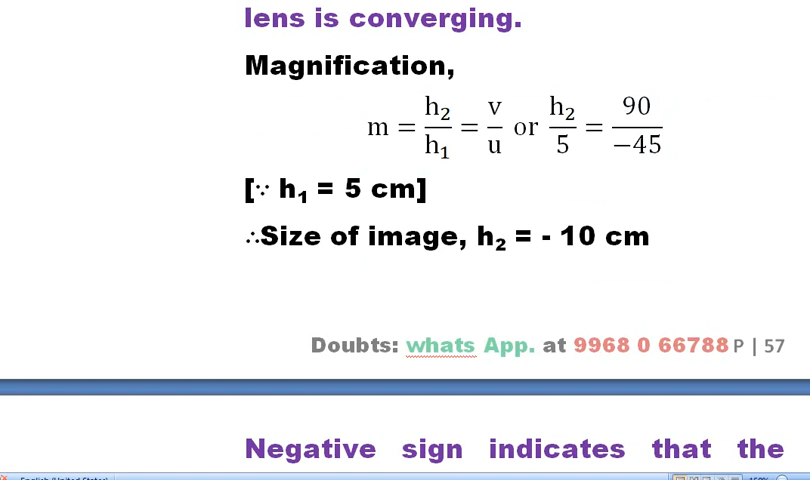 lens is converging.
Magnification,
m = h₂/h₁ = v/u or h₂/5 = 90/−45
[∵ h₁ = 5 cm]
∴Size of image, h₂ = - 10 cm
Doubts: whats App. at 9968 0 66788 P | 57
Negative sign indicates that the